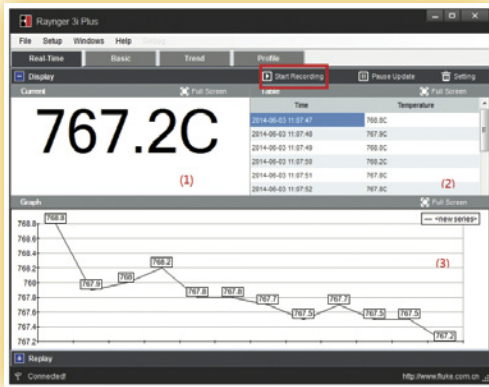 Raynger 3i Plus
File Setup Windows Help
Real-Time Basic Trend Profile
Display Start Recording Pause Update Setting
Current Full Screen Table Full Screen
767.2C
(1)
Time Temperature
2014-06-03 11:07:47 768.8C
2014-06-03 11:07:48 767.9C
2014-06-03 11:07:49 768.0C
2014-06-03 11:07:50 768.2C
2014-06-03 11:07:51 767.8C
2014-06-03 11:07:52 767.8C
(2)
Graph Full Screen
<new series>
(3)
768.8
768.6
768.4
768.2
768
767.8
767.6
767.4
767.2
768.8
767.9
768
768.2
767.8
767.8
767.7
767.5
767.7
767.5
767.5
767.2
Replay
Connected! http://www.fluke.com.cn